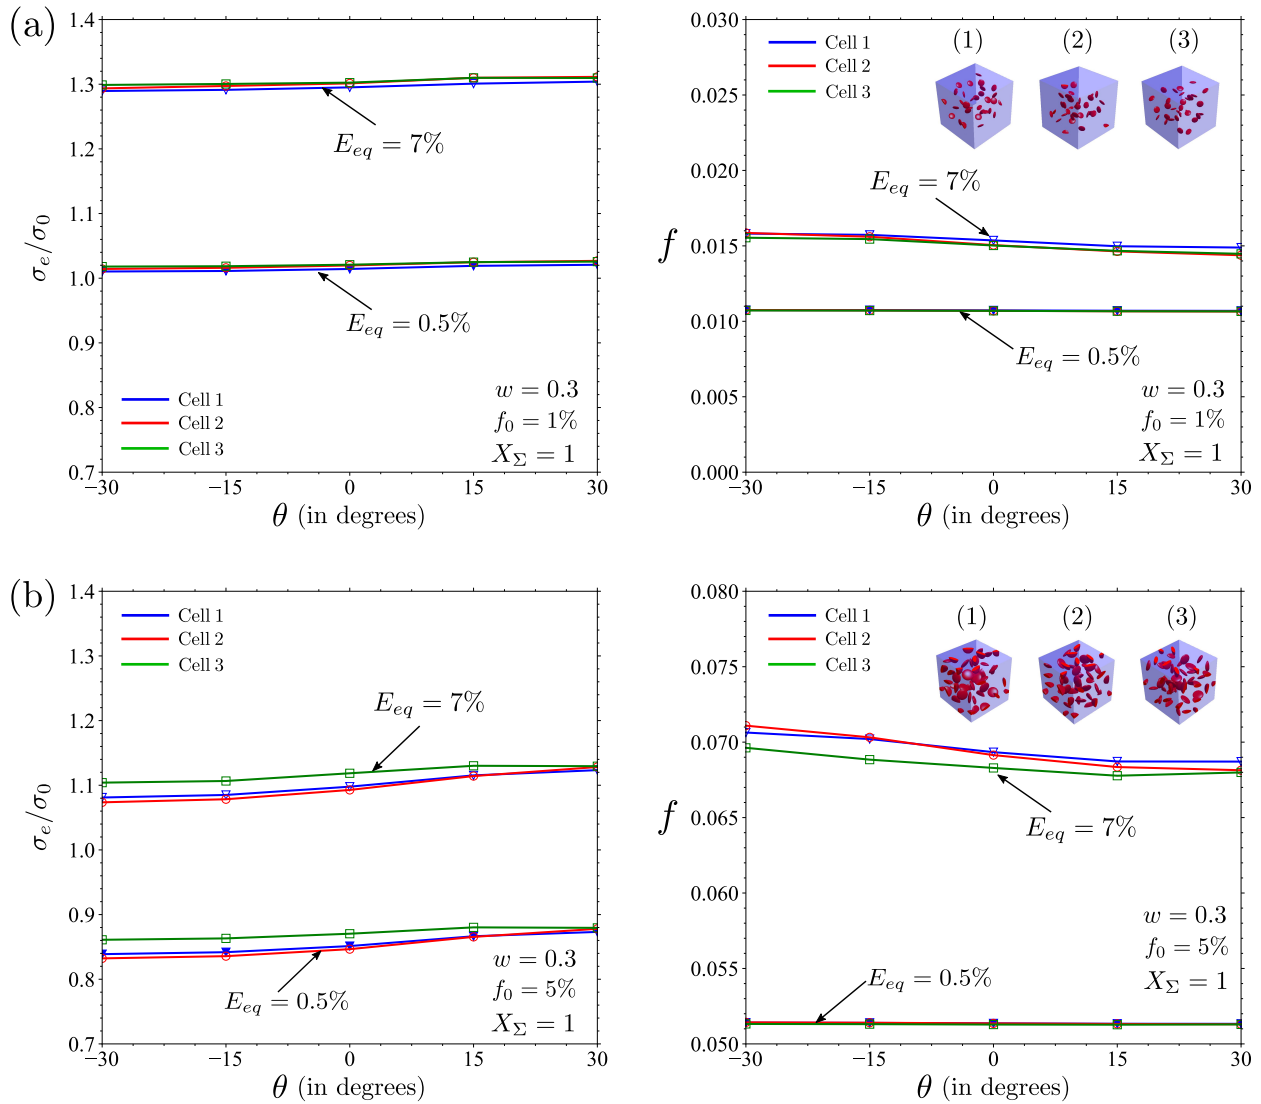 (a)
1.4
1.3
1.2
1.1
1.0
0.9
0.8
0.7
σe/σ0
Eeq = 7%
Eeq = 0.5%
Cell 1
Cell 2
Cell 3
w = 0.3
f0 = 1%
XΣ = 1
−30 −15 0 15 30
θ (in degrees)
0.030
0.025
0.020
0.015
0.010
0.005
0.000
f
Cell 1
Cell 2
Cell 3
(1) (2) (3)
Eeq = 7%
Eeq = 0.5%
w = 0.3
f0 = 1%
XΣ = 1
−30 −15 0 15 30
θ (in degrees)
(b)
1.4
1.3
1.2
1.1
1.0
0.9
0.8
0.7
σe/σ0
Cell 1
Cell 2
Cell 3
Eeq = 7%
Eeq = 0.5%
w = 0.3
f0 = 5%
XΣ = 1
−30 −15 0 15 30
θ (in degrees)
0.080
0.075
0.070
0.065
0.060
0.055
0.050
f
Cell 1
Cell 2
Cell 3
(1) (2) (3)
Eeq = 7%
Eeq = 0.5%
w = 0.3
f0 = 5%
XΣ = 1
−30 −15 0 15 30
θ (in degrees)